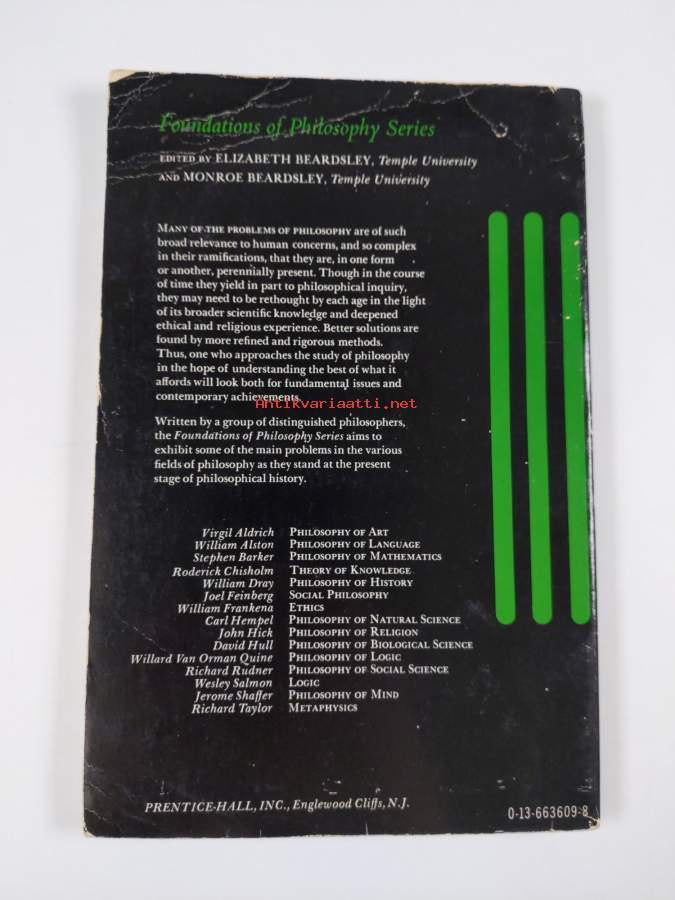 Foundations of Philosophy Series
EDITED BY ELIZABETH BEARDSLEY, Temple University
AND MONROE BEARDSLEY, Temple University
MANY OF THE PROBLEMS OF PHILOSOPHY are of such
broad relevance to human concerns, and so complex
in their ramifications, that they are, in one form
or another, perennially present. Though in the course
of time they yield in part to philosophical inquiry,
they may need to be rethought by each age in the light
of its broader scientific knowledge and deepened
ethical and religious experience. Better solutions are
found by more refined and rigorous methods.
Thus, one who approaches the study of philosophy
in the hope of understanding the best of what it
affords will look both for fundamental issues and
contemporary achievements.
Antikvariaatti.net
Written by a group of distinguished philosophers,
the Foundations of Philosophy Series aims to
exhibit some of the main problems in the various
fields of philosophy as they stand at the present
stage of philosophical history.
Virgil Aldrich PHILOSOPHY OF ART
William Alston PHILOSOPHY OF LANGUAGE
Stephen Barker PHILOSOPHY OF MATHEMATICS
Roderick Chisholm THEORY OF KNOWLEDGE
William Dray PHILOSOPHY OF HISTORY
Joel Feinberg SOCIAL PHILOSOPHY
William Frankena ETHICS
Carl Hempel PHILOSOPHY OF NATURAL SCIENCE
John Hick PHILOSOPHY OF RELIGION
David Hull PHILOSOPHY OF BIOLOGICAL SCIENCE
Willard Van Orman Quine PHILOSOPHY OF LOGIC
Richard Rudner PHILOSOPHY OF SOCIAL SCIENCE
Wesley Salmon LOGIC
Jerome Shaffer PHILOSOPHY OF MIND
Richard Taylor METAPHYSICS
PRENTICE-HALL, INC., Englewood Cliffs, N.J.
0-13-663609-8